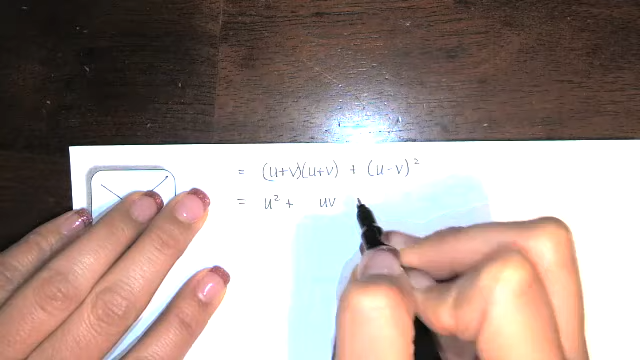 = (u+v)(u+v) + (u-v)²
= u² + uv